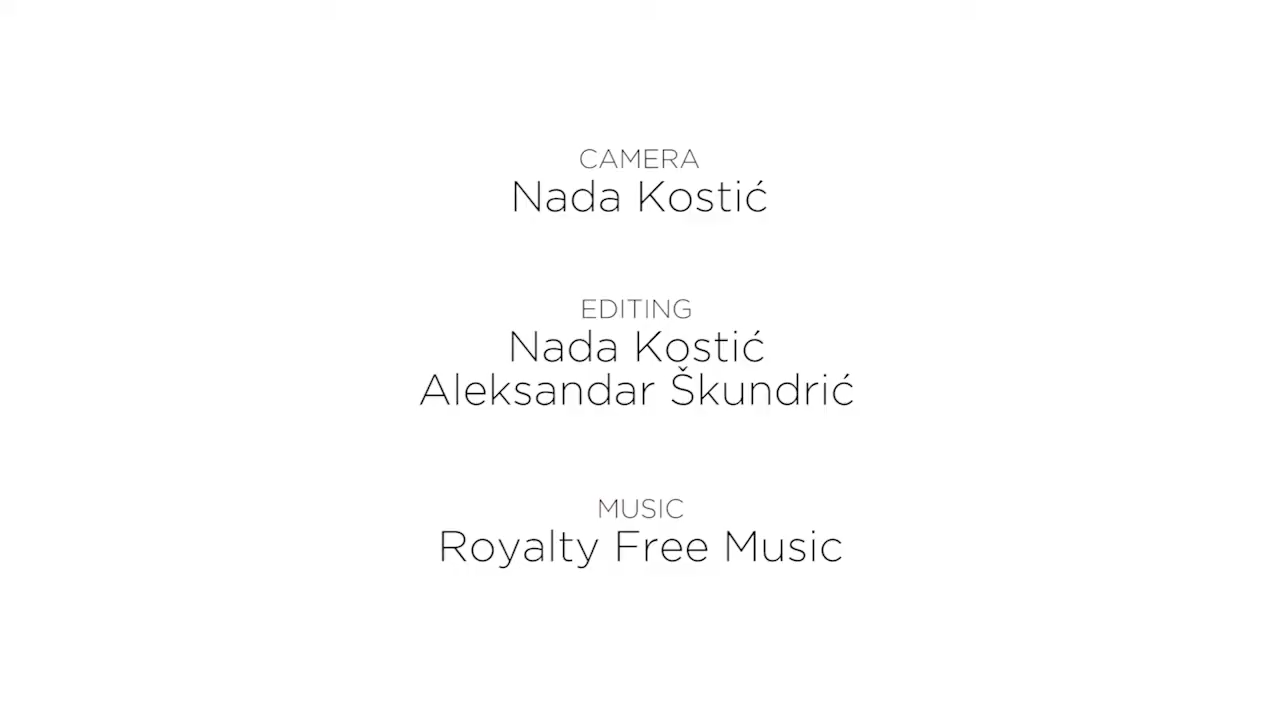 CAMERA
Nada Kostić
EDITING
Nada Kostić
Aleksandar Škundrić
MUSIC
Royalty Free Music